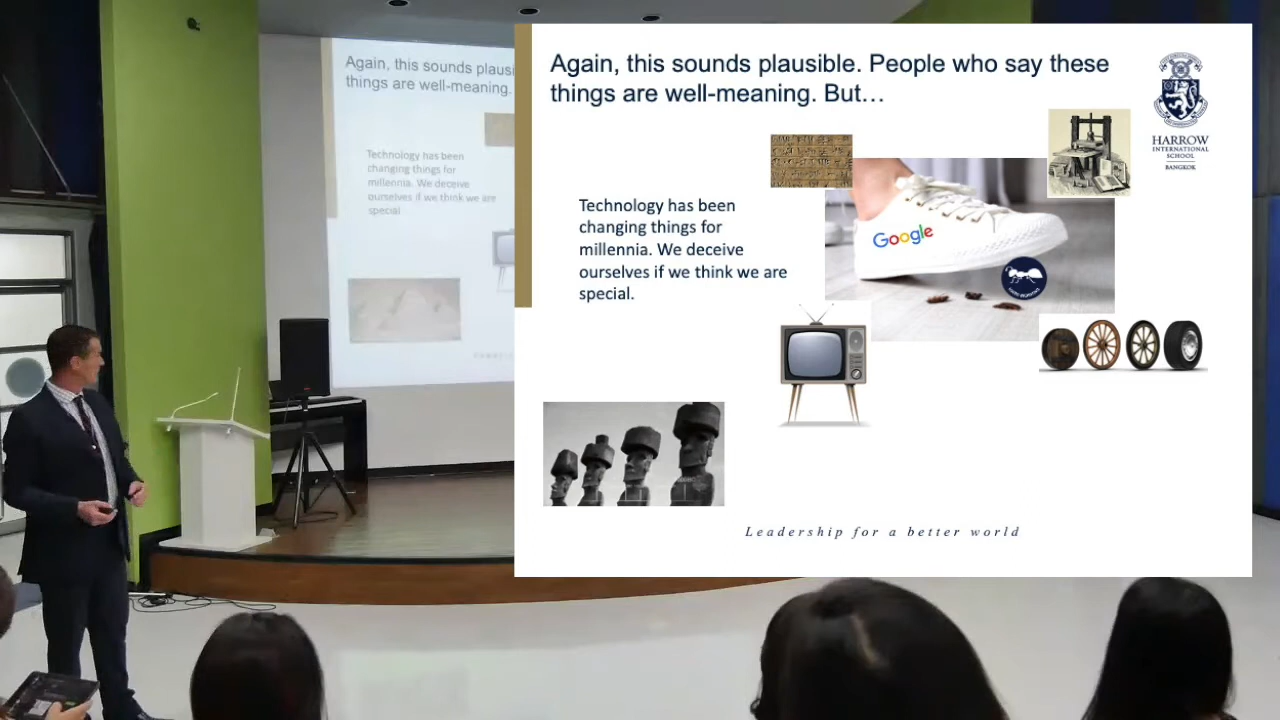 Again, this sounds plausible. People who say these
things are well-meaning. But…
HARROW
INTERNATIONAL
SCHOOL
BANGKOK
Technology has been
changing things for
millennia. We deceive
ourselves if we think we are
special.
Google
Leadership for a better world
Again, this sounds plausi
things are well-meaning.
Technology has been
changing things for
millennia. We deceive
ourselves if we think we are
special